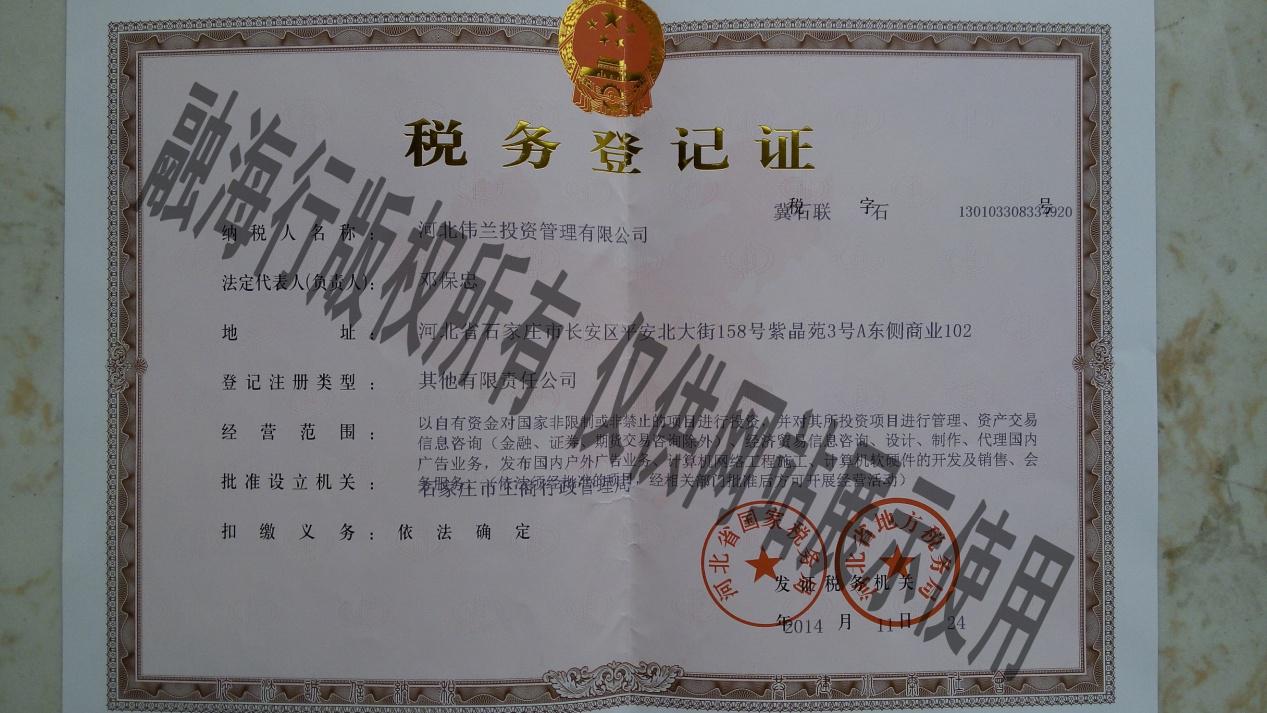 税务登记证
冀石联 税 字 石 号 130103308337920
纳税人名称： 河北伟兰投资管理有限公司
法定代表人(负责人)： 邓保忠
地 址： 河北省石家庄市长安区平安北大街158号紫晶苑3号A东侧商业102
登记注册类型： 其他有限责任公司
经营范围： 以自有资金对国家非限制或非禁止的项目进行投资，并对其所投资项目进行管理、资产交易
信息咨询（金融、证券、期货交易咨询除外）、经济贸易信息咨询、设计、制作、代理国内
广告业务，发布国内户外广告业务、计算机网络工程施工、计算机软硬件的开发及销售、会
务服务。（依法须经批准的项目，经相关部门批准后方可开展经营活动）
批准设立机关： 石家庄市工商行政管理局
扣缴义务： 依法确定
河北省国家税务局
河北省地方税务局
发证税务机关
2014 年 11 月 24 日
融海行版权所有 仅供网站展示使用